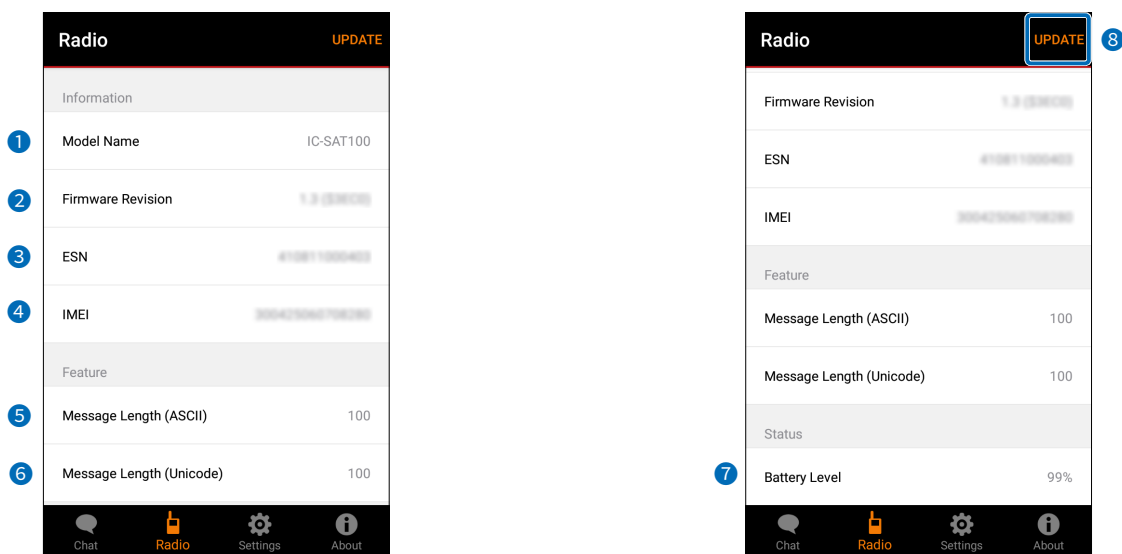 Radio UPDATE
Information
1 Model Name IC-SAT100
2 Firmware Revision
3 ESN
4 IMEI
Feature
5 Message Length (ASCII) 100
6 Message Length (Unicode) 100
Chat Radio Settings About
Radio UPDATE 8
Firmware Revision
ESN
IMEI
Feature
Message Length (ASCII) 100
Message Length (Unicode) 100
Status
7 Battery Level 99%
Chat Radio Settings About